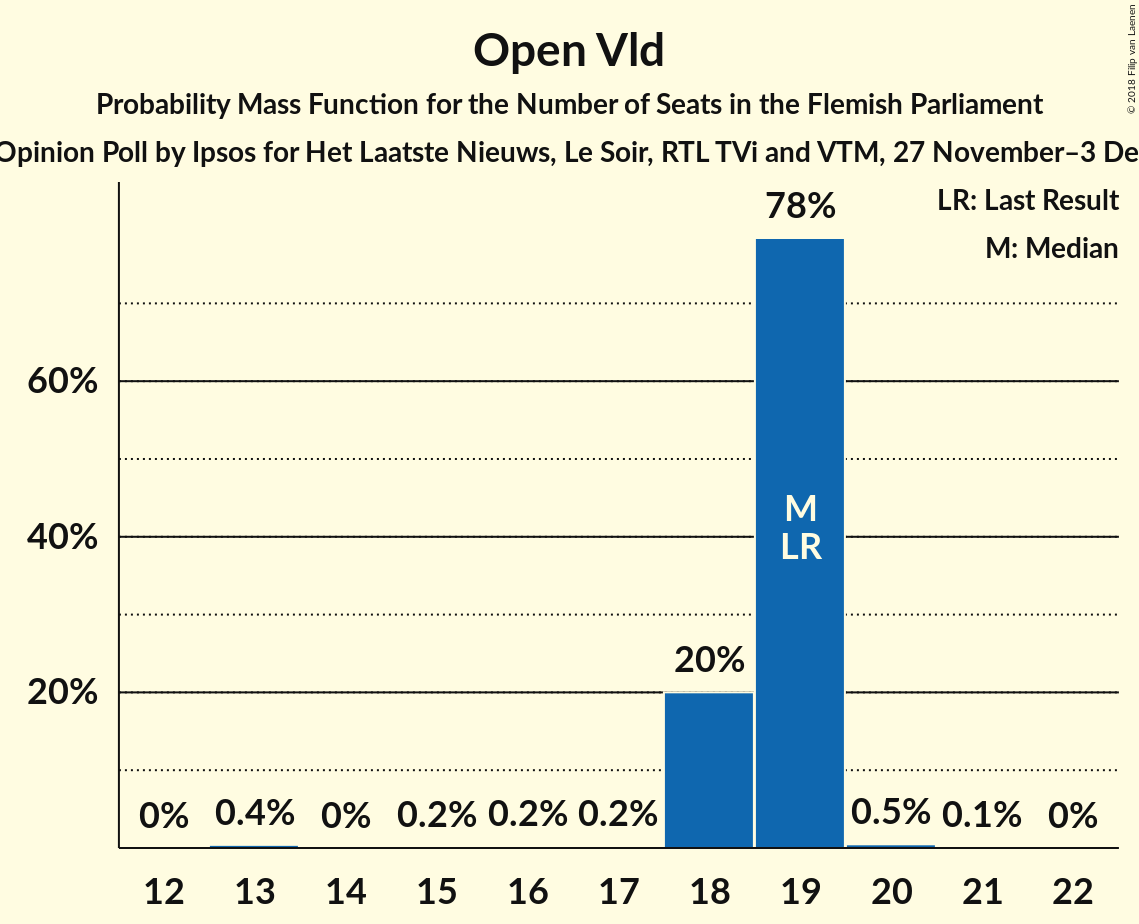 Open Vld
Probability Mass Function for the Number of Seats in the Flemish Parliament
Opinion Poll by Ipsos for Het Laatste Nieuws, Le Soir, RTL TVi and VTM, 27 November–3 De
© 2018 Filip van Laenen
LR: Last Result
M: Median
78%
60%
M
LR
40%
20%
20%
0% 0.4% 0% 0.2% 0.2% 0.2% 0.5% 0.1% 0%
12 13 14 15 16 17 18 19 20 21 22